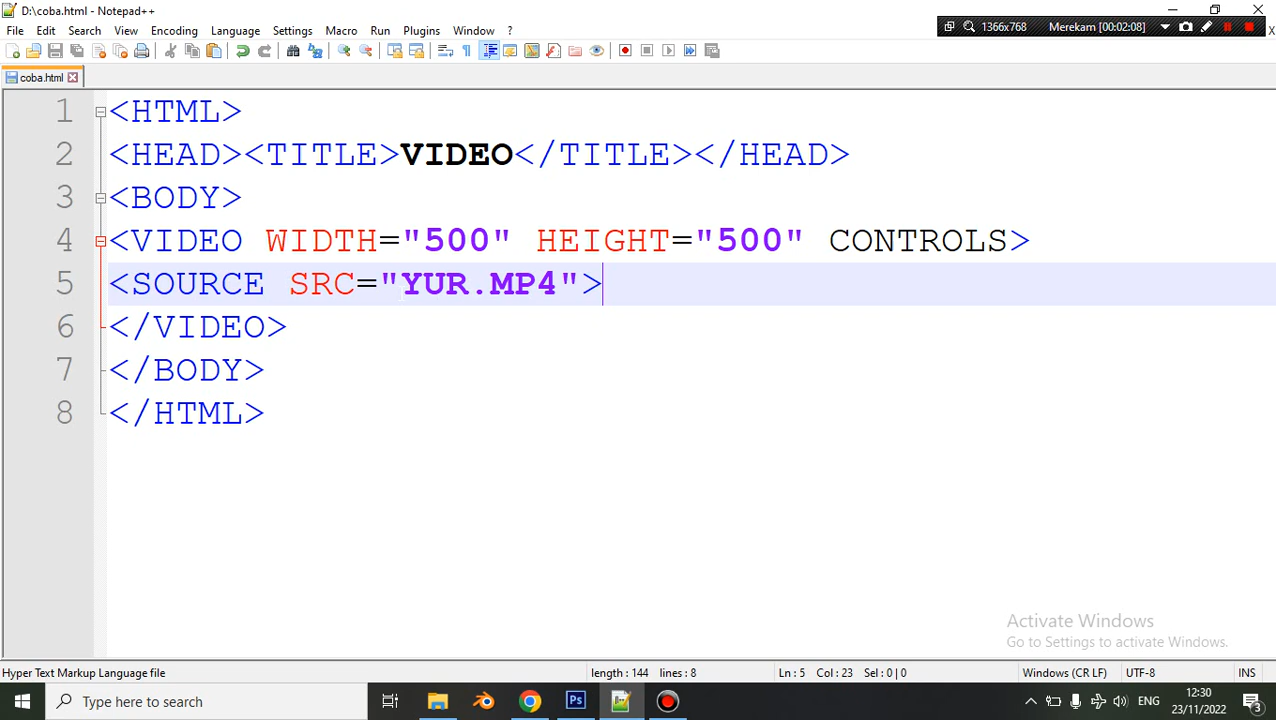 D:\coba.html - Notepad++
File Edit Search View Encoding Language Settings Macro Run Plugins Window ?
1366x768 Merekam [00:02:08]
X
coba.html
1 <HTML>
2 <HEAD><TITLE>VIDEO</TITLE></HEAD>
3 <BODY>
4 <VIDEO WIDTH="500" HEIGHT="500" CONTROLS>
5 <SOURCE SRC="YUR.MP4">
6 </VIDEO>
7 </BODY>
8 </HTML>
Activate Windows
Go to Settings to activate Windows.
Hyper Text Markup Language file length : 144 lines : 8 Ln : 5 Col : 23 Sel : 0 | 0 Windows (CR LF) UTF-8 INS
Type here to search Ps ENG 12:30
23/11/2022 3